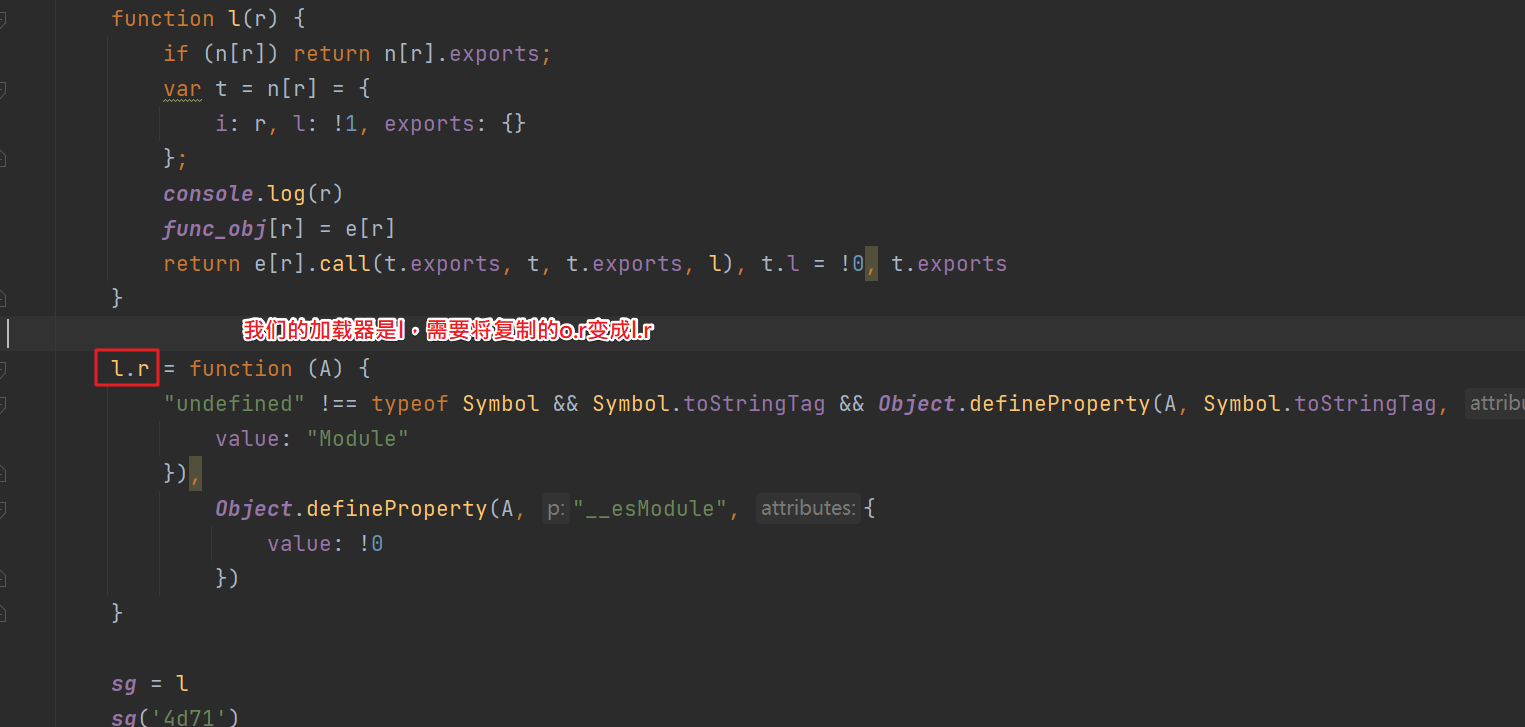 function l(r) {
if (n[r]) return n[r].exports;
var t = n[r] = {
i: r, l: !1, exports: {}
};
console.log(r)
func_obj[r] = e[r]
return e[r].call(t.exports, t, t.exports, l), t.l = !0, t.exports
}
我们的加载器是l，需要将复制的o.r变成l.r
l.r = function (A) {
"undefined" !== typeof Symbol && Symbol.toStringTag && Object.defineProperty(A, Symbol.toStringTag,
value: "Module"
}),
Object.defineProperty(A, p: "__esModule", attributes: {
value: !0
})
}
sg = l
sg('4d71')